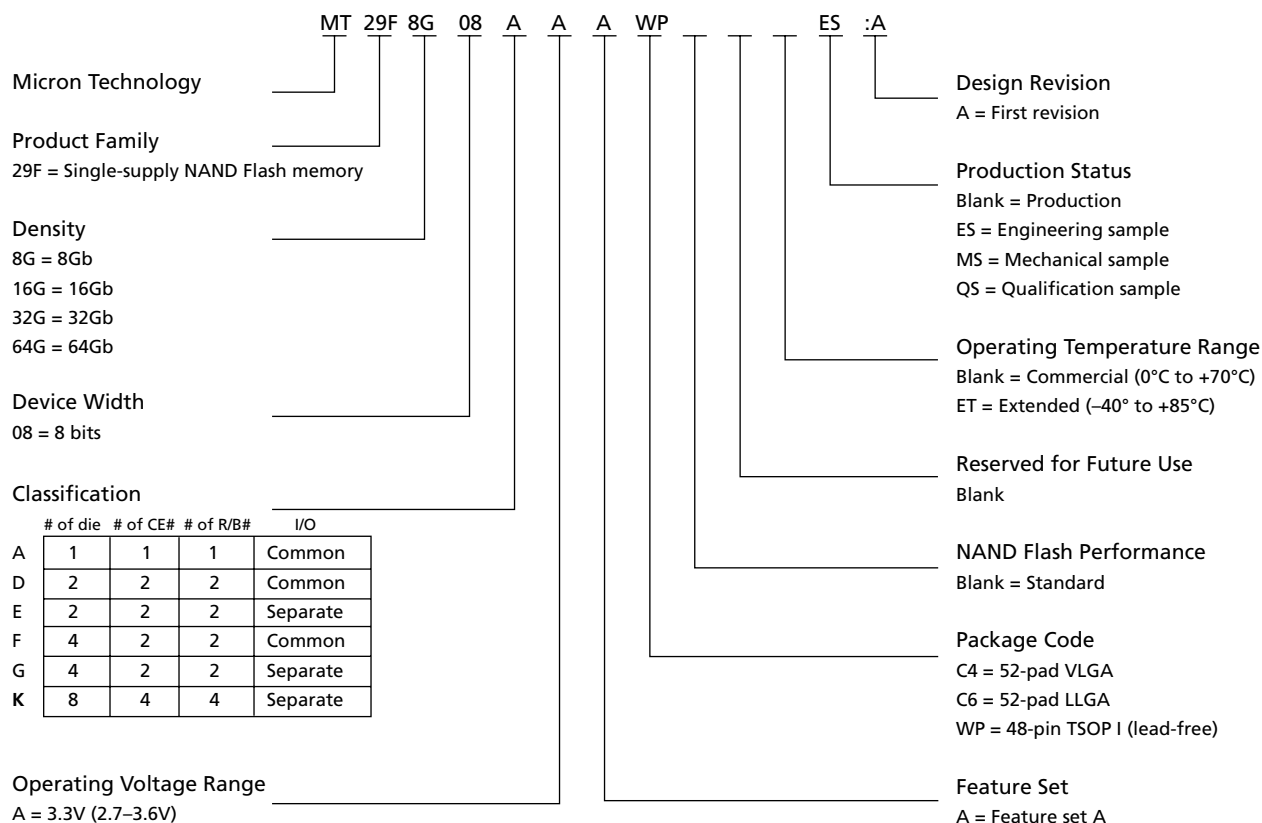 MT 29F 8G 08 A A A WP ES :A
Micron Technology
Product Family
29F = Single-supply NAND Flash memory
Density
8G = 8Gb
16G = 16Gb
32G = 32Gb
64G = 64Gb
Device Width
08 = 8 bits
Classification
# of die # of CE# # of R/B# I/O
A 1 1 1 Common
D 2 2 2 Common
E 2 2 2 Separate
F 4 2 2 Common
G 4 2 2 Separate
K 8 4 4 Separate
Operating Voltage Range
A = 3.3V (2.7–3.6V)
Design Revision
A = First revision
Production Status
Blank = Production
ES = Engineering sample
MS = Mechanical sample
QS = Qualification sample
Operating Temperature Range
Blank = Commercial (0°C to +70°C)
ET = Extended (–40° to +85°C)
Reserved for Future Use
Blank
NAND Flash Performance
Blank = Standard
Package Code
C4 = 52-pad VLGA
C6 = 52-pad LLGA
WP = 48-pin TSOP I (lead-free)
Feature Set
A = Feature set A